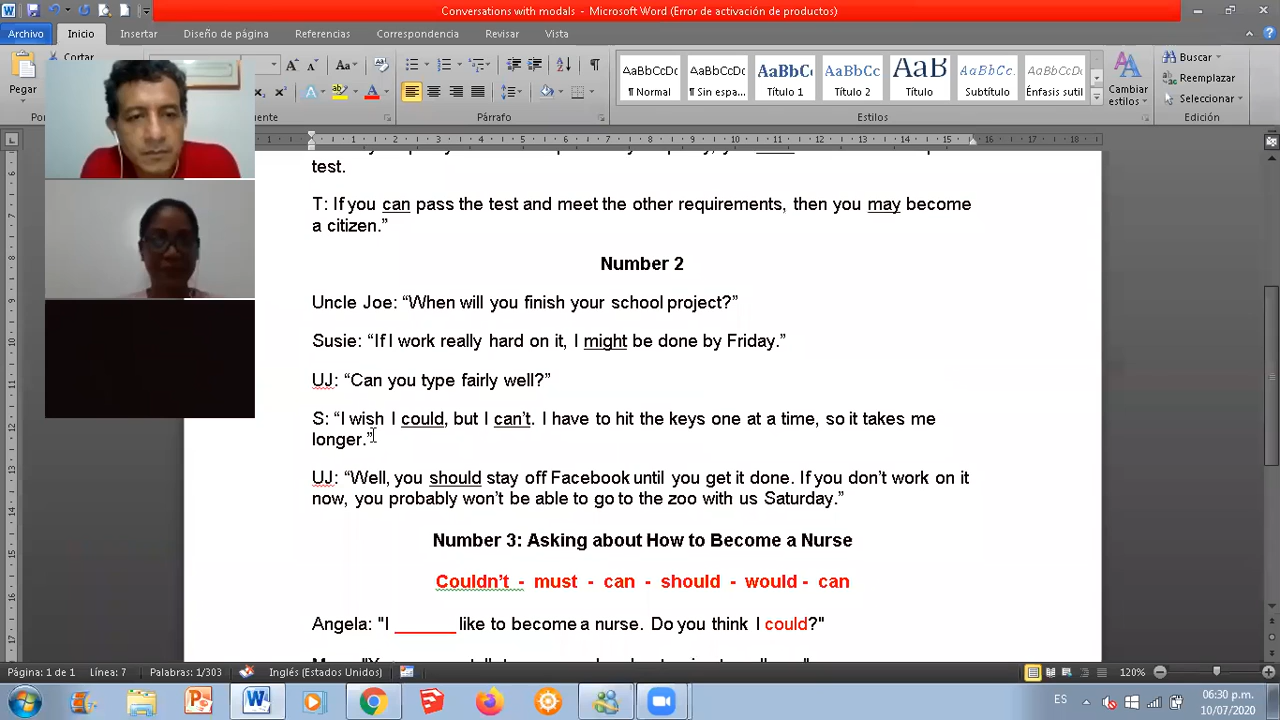 Conversations with modals - Microsoft Word (Error de activación de productos)
Archivo Inicio Insertar Diseño de página Referencias Correspondencia Revisar Vista
Cortar
Pegar
Párrafo
AaBbCcDc AaBbCcDc AaBbC AaBbCc AaB AaBbCc. AaBbCcDc
¶ Normal ¶ Sin espa... Título 1 Título 2 Título Subtítulo Énfasis sutil
Cambiar estilos
Estilos
Buscar
Reemplazar
Seleccionar
Edición
test.
T: If you can pass the test and meet the other requirements, then you may become
a citizen.”
Number 2
Uncle Joe: “When will you finish your school project?”
Susie: “If I work really hard on it, I might be done by Friday.”
UJ: “Can you type fairly well?”
S: “I wish I could, but I can’t. I have to hit the keys one at a time, so it takes me
longer.”
UJ: “Well, you should stay off Facebook until you get it done. If you don’t work on it
now, you probably won’t be able to go to the zoo with us Saturday.”
Number 3: Asking about How to Become a Nurse
Couldn’t - must - can - should - would - can
Angela: "I ______ like to become a nurse. Do you think I could?"
Página: 1 de 1 Línea: 7 Palabras: 1/303 Inglés (Estados Unidos) 120%
ES 06:30 p.m.
10/07/2020